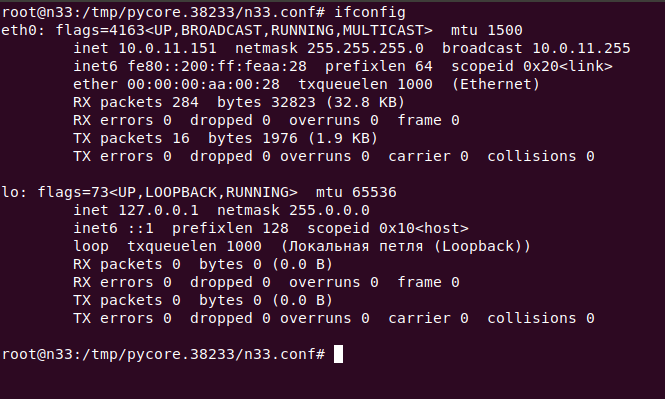 root@n33:/tmp/pycore.38233/n33.conf# ifconfig
eth0: flags=4163<UP,BROADCAST,RUNNING,MULTICAST>  mtu 1500
        inet 10.0.11.151  netmask 255.255.255.0  broadcast 10.0.11.255
        inet6 fe80::200:ff:feaa:28  prefixlen 64  scopeid 0x20<link>
        ether 00:00:00:aa:00:28  txqueuelen 1000  (Ethernet)
        RX packets 284  bytes 32823 (32.8 KB)
        RX errors 0  dropped 0  overruns 0  frame 0
        TX packets 16  bytes 1976 (1.9 KB)
        TX errors 0  dropped 0 overruns 0  carrier 0  collisions 0

lo: flags=73<UP,LOOPBACK,RUNNING>  mtu 65536
        inet 127.0.0.1  netmask 255.0.0.0
        inet6 ::1  prefixlen 128  scopeid 0x10<host>
        loop  txqueuelen 1000  (Локальная петля (Loopback))
        RX packets 0  bytes 0 (0.0 B)
        RX errors 0  dropped 0  overruns 0  frame 0
        TX packets 0  bytes 0 (0.0 B)
        TX errors 0  dropped 0 overruns 0  carrier 0  collisions 0

root@n33:/tmp/pycore.38233/n33.conf#